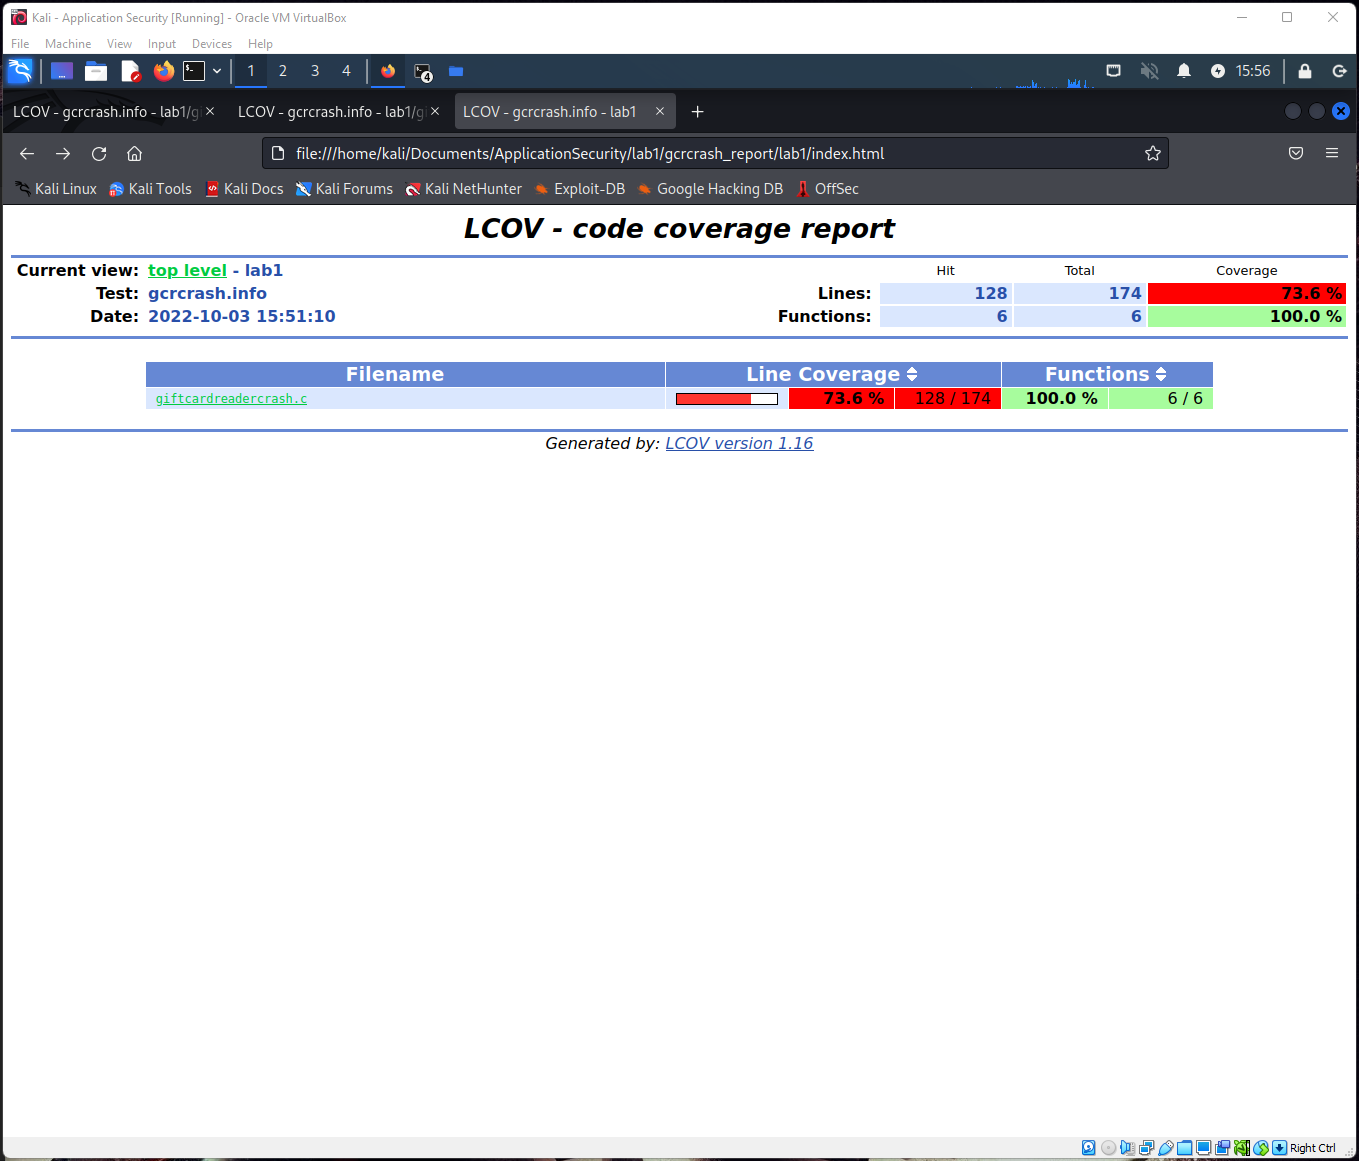 Kali - Application Security [Running] - Oracle VM VirtualBox
File Machine View Input Devices Help
1 2 3 4 4 15:56
LCOV - gcrcrash.info - lab1/gi LCOV - gcrcrash.info - lab1/gi LCOV - gcrcrash.info - lab1
file:///home/kali/Documents/ApplicationSecurity/lab1/gcrcrash_report/lab1/index.html
Kali Linux Kali Tools Kali Docs Kali Forums Kali NetHunter Exploit-DB Google Hacking DB OffSec
LCOV - code coverage report
Current view: top level - lab1 Hit Total Coverage
Test: gcrcrash.info Lines: 128 174 73.6 %
Date: 2022-10-03 15:51:10 Functions: 6 6 100.0 %
Filename Line Coverage Functions
giftcardreadercrash.c 73.6 % 128 / 174 100.0 % 6 / 6
Generated by: LCOV version 1.16
Right Ctrl